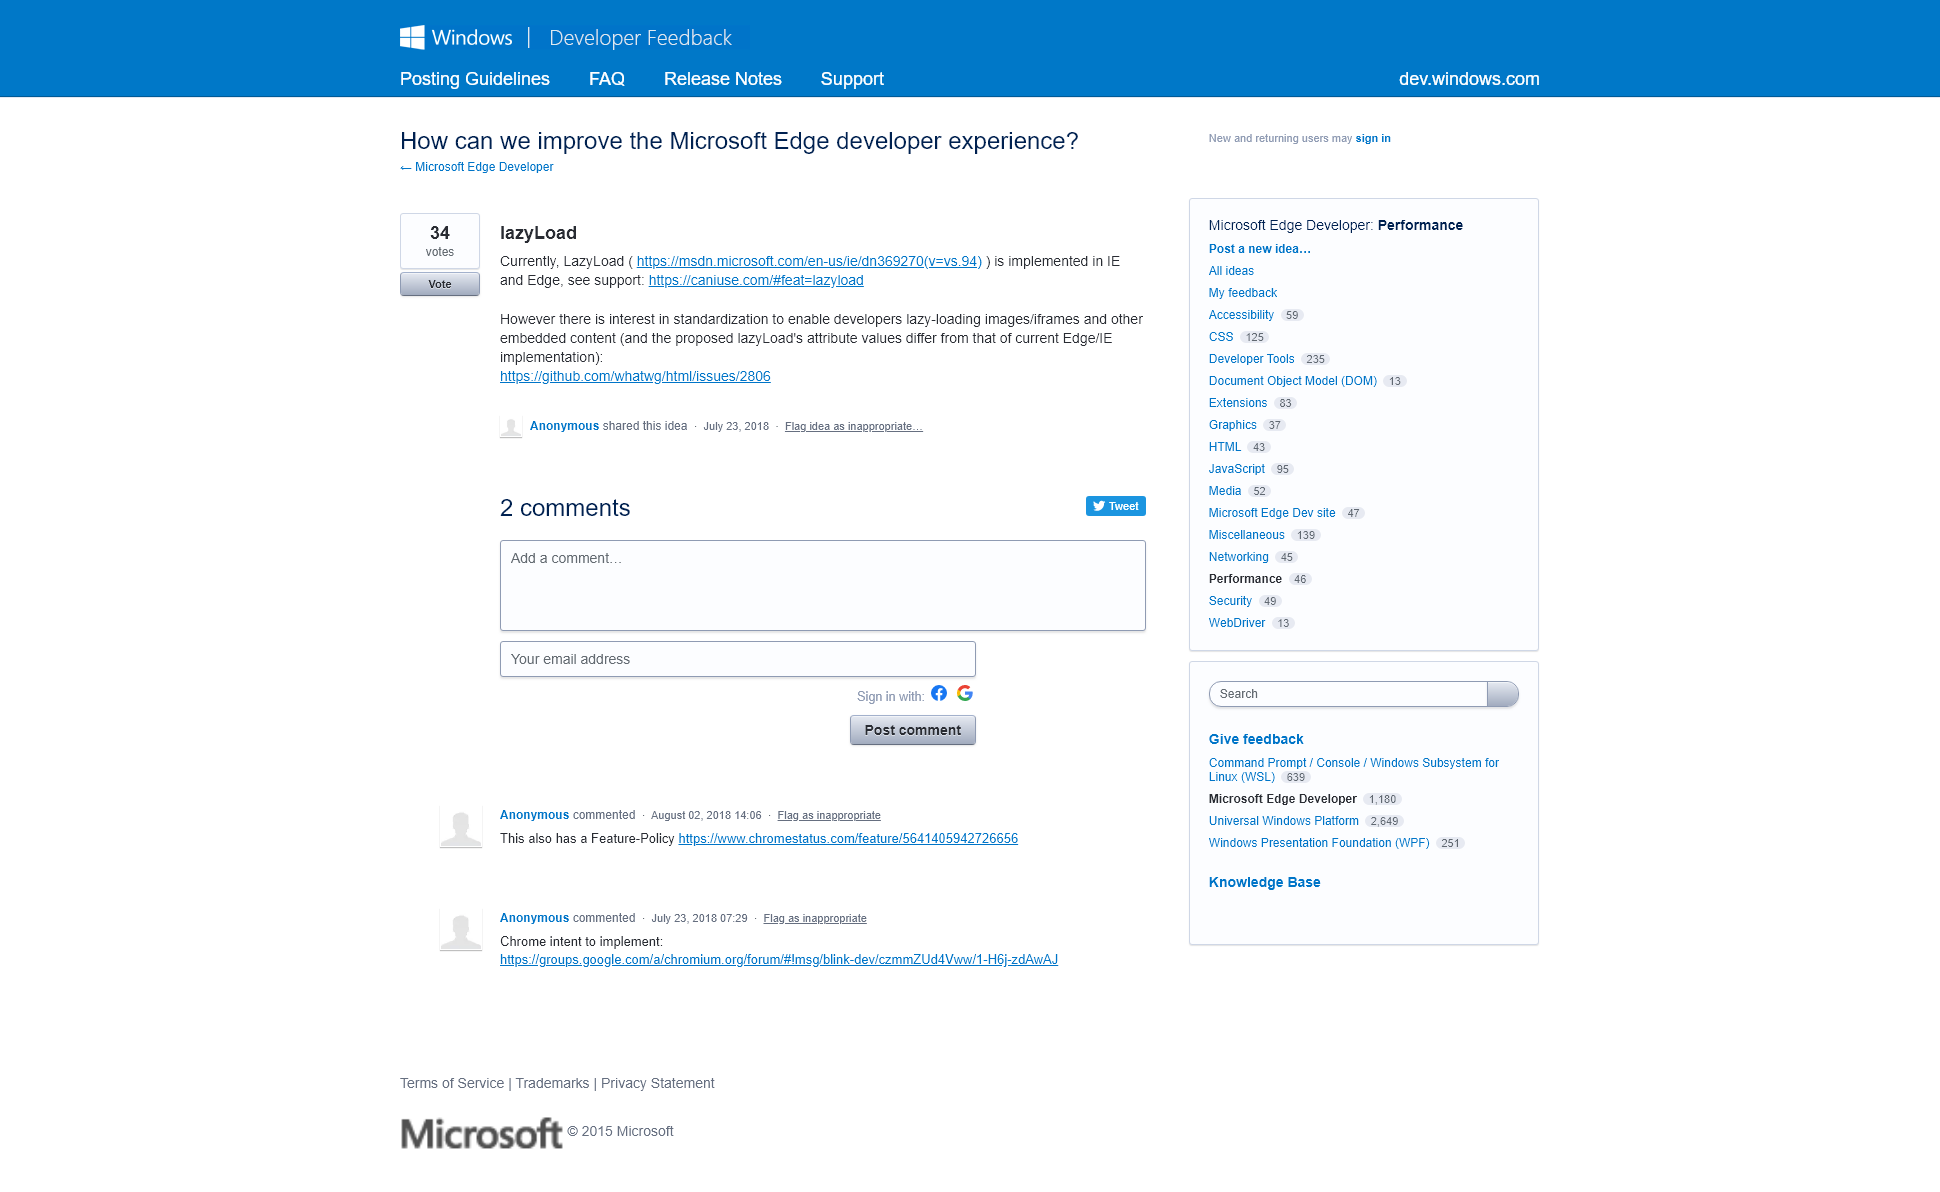 Windows | Developer Feedback
Posting Guidelines FAQ Release Notes Support dev.windows.com
How can we improve the Microsoft Edge developer experience?
← Microsoft Edge Developer
New and returning users may sign in
34
votes
Vote
lazyLoad
Currently, LazyLoad ( https://msdn.microsoft.com/en-us/ie/dn369270(v=vs.94) ) is implemented in IE
and Edge, see support: https://caniuse.com/#feat=lazyload
However there is interest in standardization to enable developers lazy-loading images/iframes and other
embedded content (and the proposed lazyLoad's attribute values differ from that of current Edge/IE
implementation):
https://github.com/whatwg/html/issues/2806
Anonymous shared this idea · July 23, 2018 · Flag idea as inappropriate…
2 comments
Tweet
Add a comment…
Your email address
Sign in with:
Post comment
Anonymous commented · August 02, 2018 14:06 · Flag as inappropriate
This also has a Feature-Policy https://www.chromestatus.com/feature/5641405942726656
Anonymous commented · July 23, 2018 07:29 · Flag as inappropriate
Chrome intent to implement:
https://groups.google.com/a/chromium.org/forum/#!msg/blink-dev/czmmZUd4Vww/1-H6j-zdAwAJ
Microsoft Edge Developer: Performance
Post a new idea…
All ideas
My feedback
Accessibility 59
CSS 125
Developer Tools 235
Document Object Model (DOM) 13
Extensions 83
Graphics 37
HTML 43
JavaScript 95
Media 52
Microsoft Edge Dev site 47
Miscellaneous 139
Networking 45
Performance 46
Security 49
WebDriver 13
Search
Give feedback
Command Prompt / Console / Windows Subsystem for
Linux (WSL) 639
Microsoft Edge Developer 1,180
Universal Windows Platform 2,649
Windows Presentation Foundation (WPF) 251
Knowledge Base
Terms of Service | Trademarks | Privacy Statement
Microsoft © 2015 Microsoft